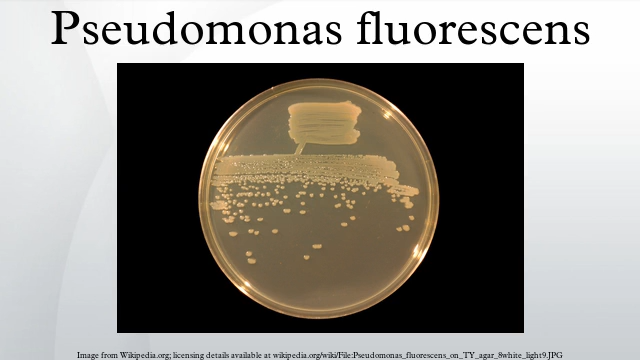 Pseudomonas fluorescens
Image from Wikipedia.org; licensing details available at wikipedia.org/wiki/File:Pseudomonas_fluorescens_on_TY_agar_8white_light9.JPG